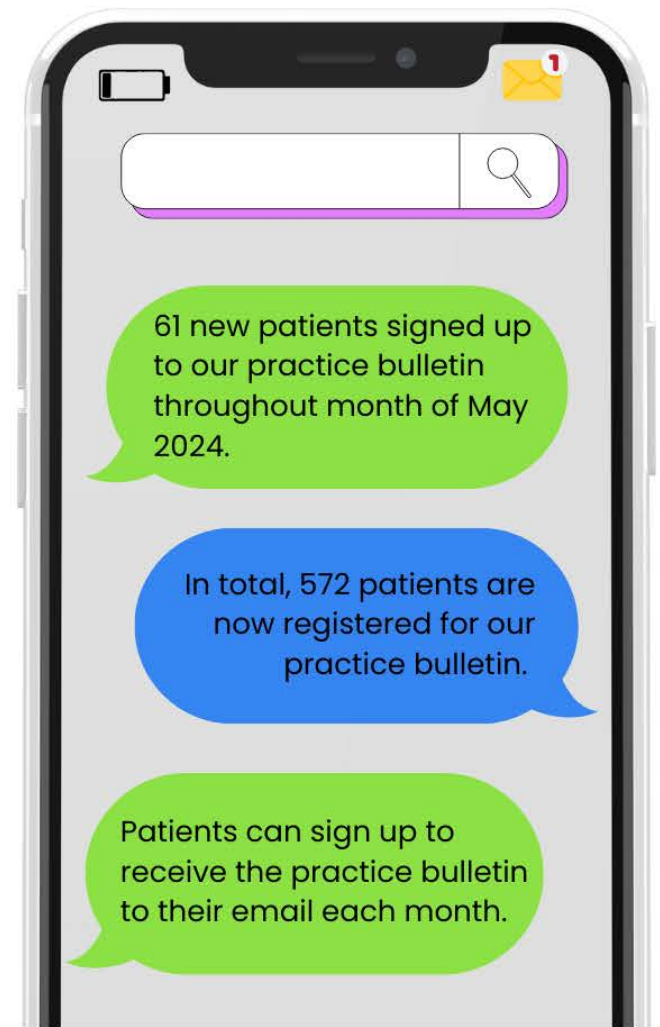 1
61 new patients signed up
to our practice bulletin
throughout month of May
2024.
In total, 572 patients are
now registered for our
practice bulletin.
Patients can sign up to
receive the practice bulletin
to their email each month.